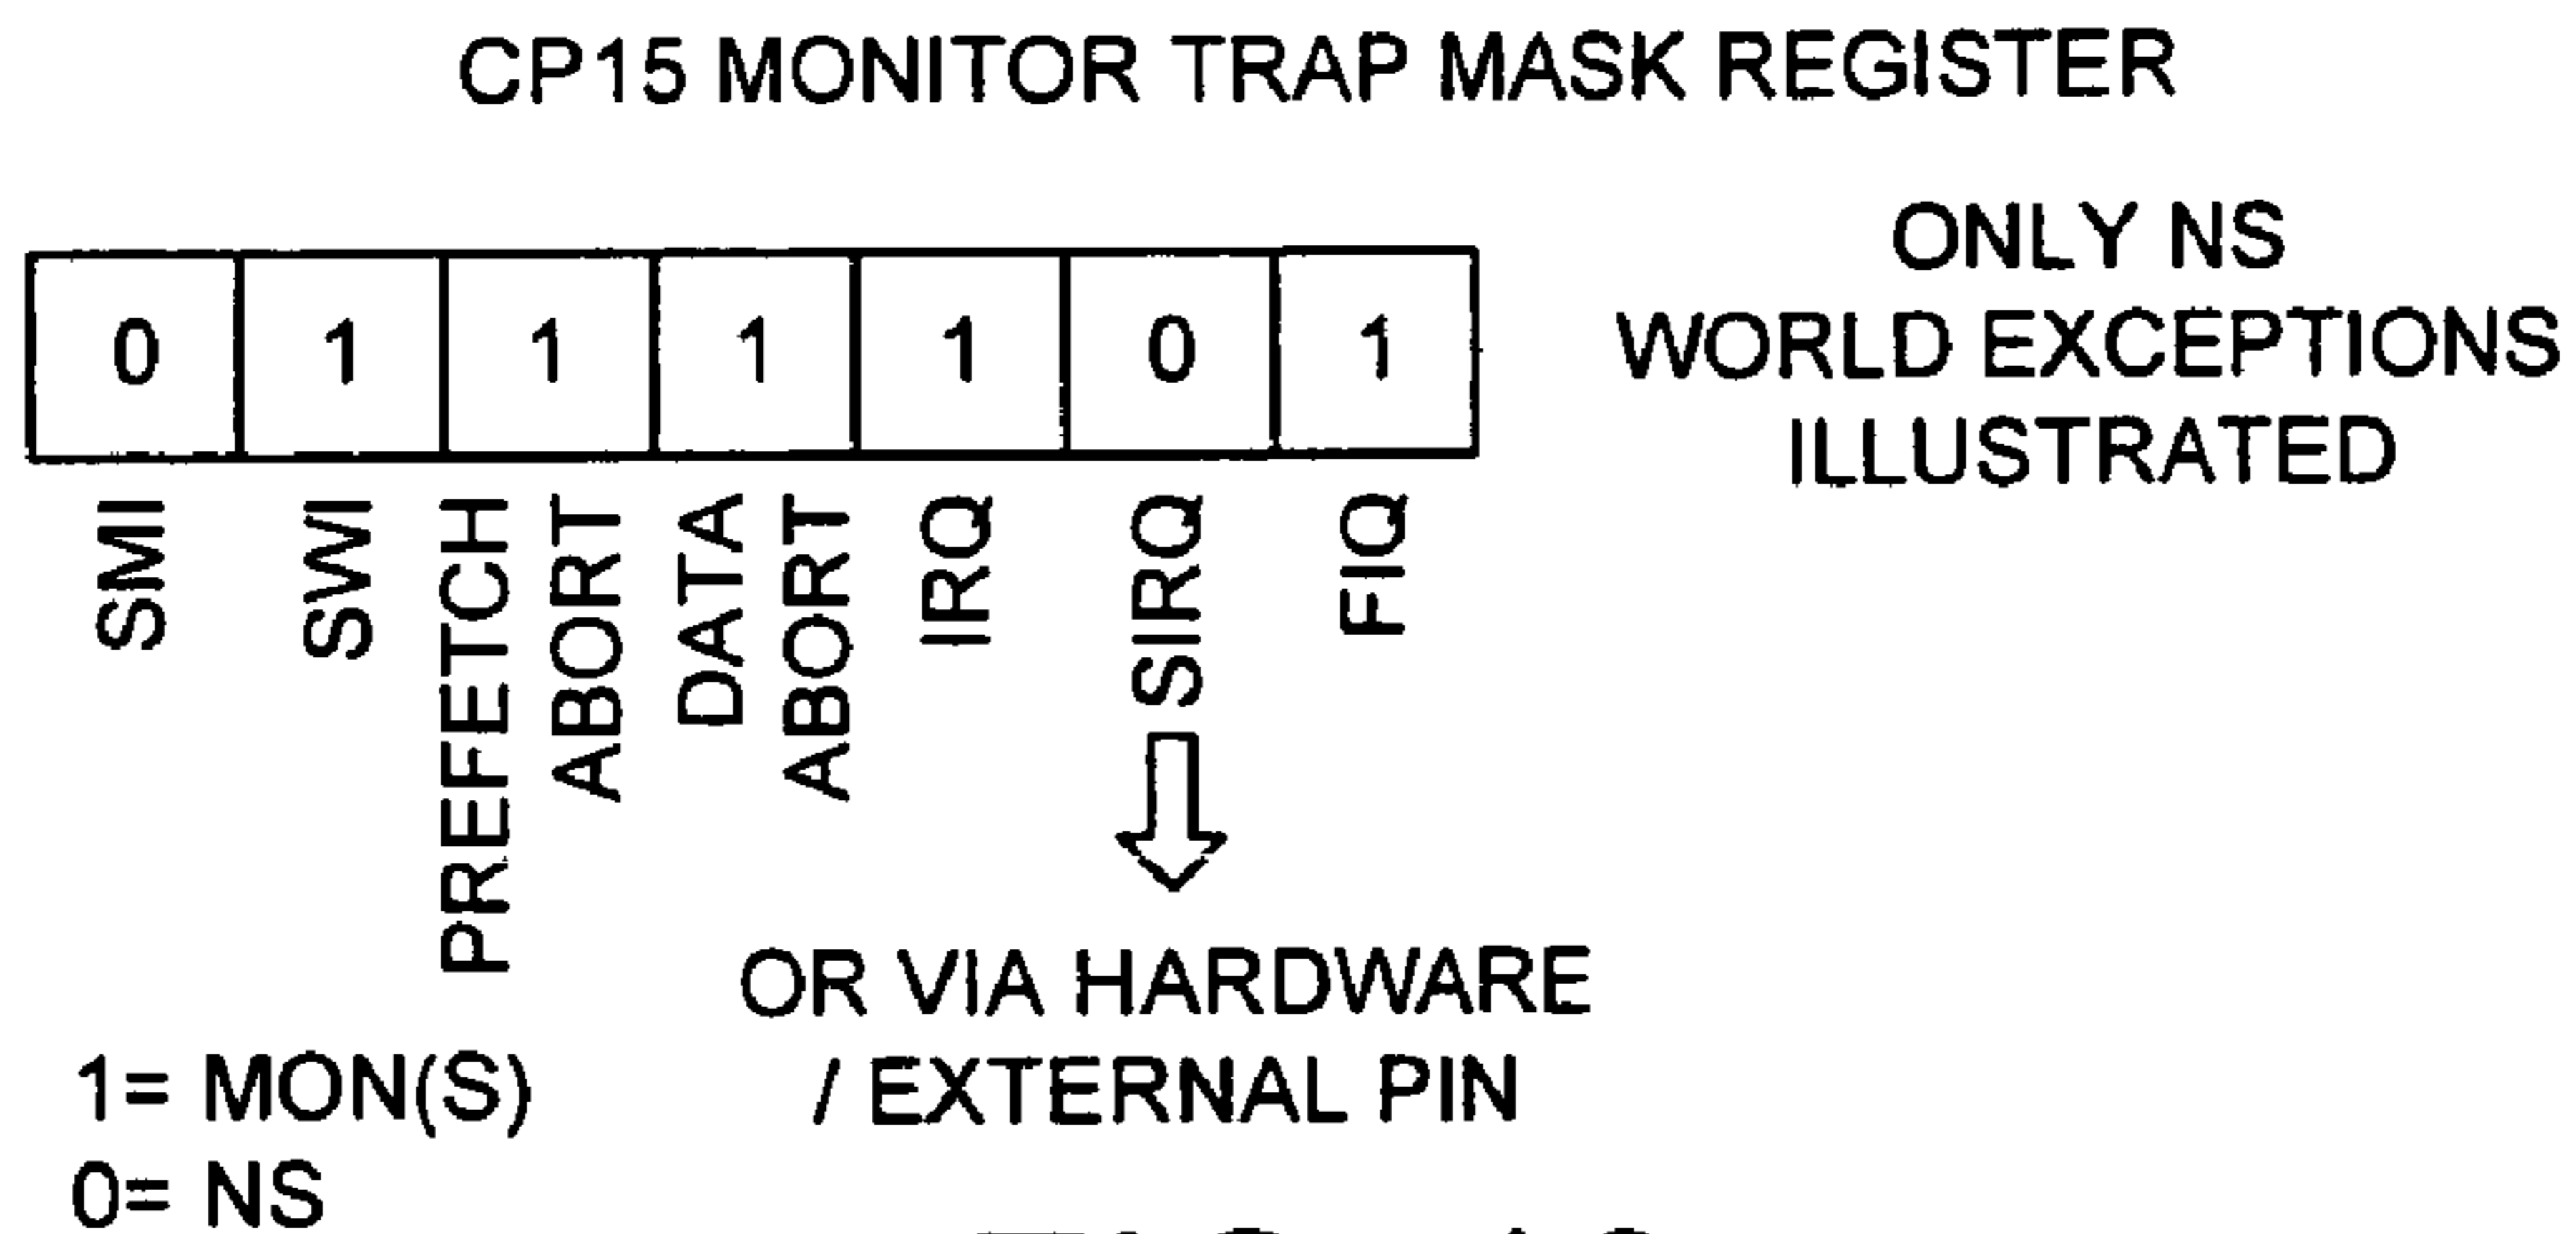 CP15 MONITOR TRAP MASK REGISTER
ONLY NS
WORLD EXCEPTIONS
ILLUSTRATED
0 1 1 1 1 0 1
SMI
SWI
PREFETCH
ABORT
DATA
ABORT
IRQ
SIRQ
FIQ
OR VIA HARDWARE
/ EXTERNAL PIN
1= MON(S)
0= NS